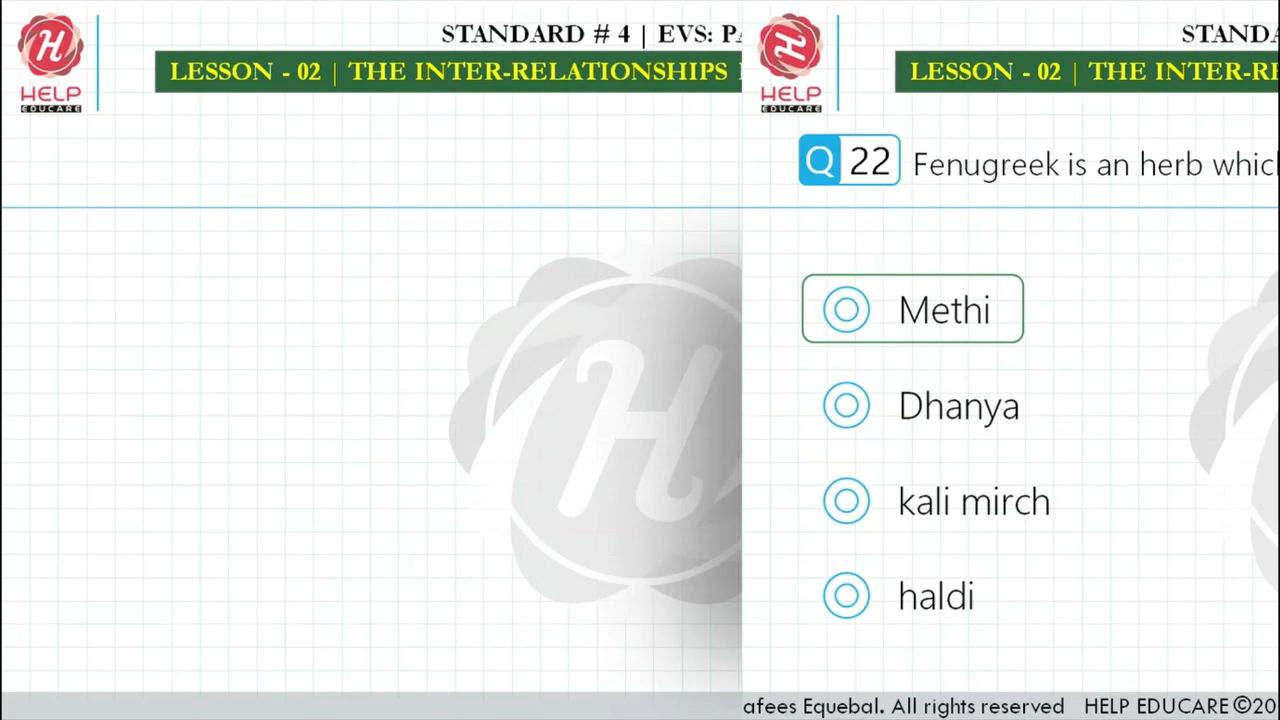 STANDARD # 4 | EVS:
LESSON - 02 | THE INTER-RELATIONSHIPS
HELP
EDUCARE
STANDA
LESSON - 02 | THE INTER-RE
HELP
EDUCARE
Q 22 Fenugreek is an herb whic
Methi
Dhanya
kali mirch
haldi
afees Equebal. All rights reserved HELP EDUCARE ©20